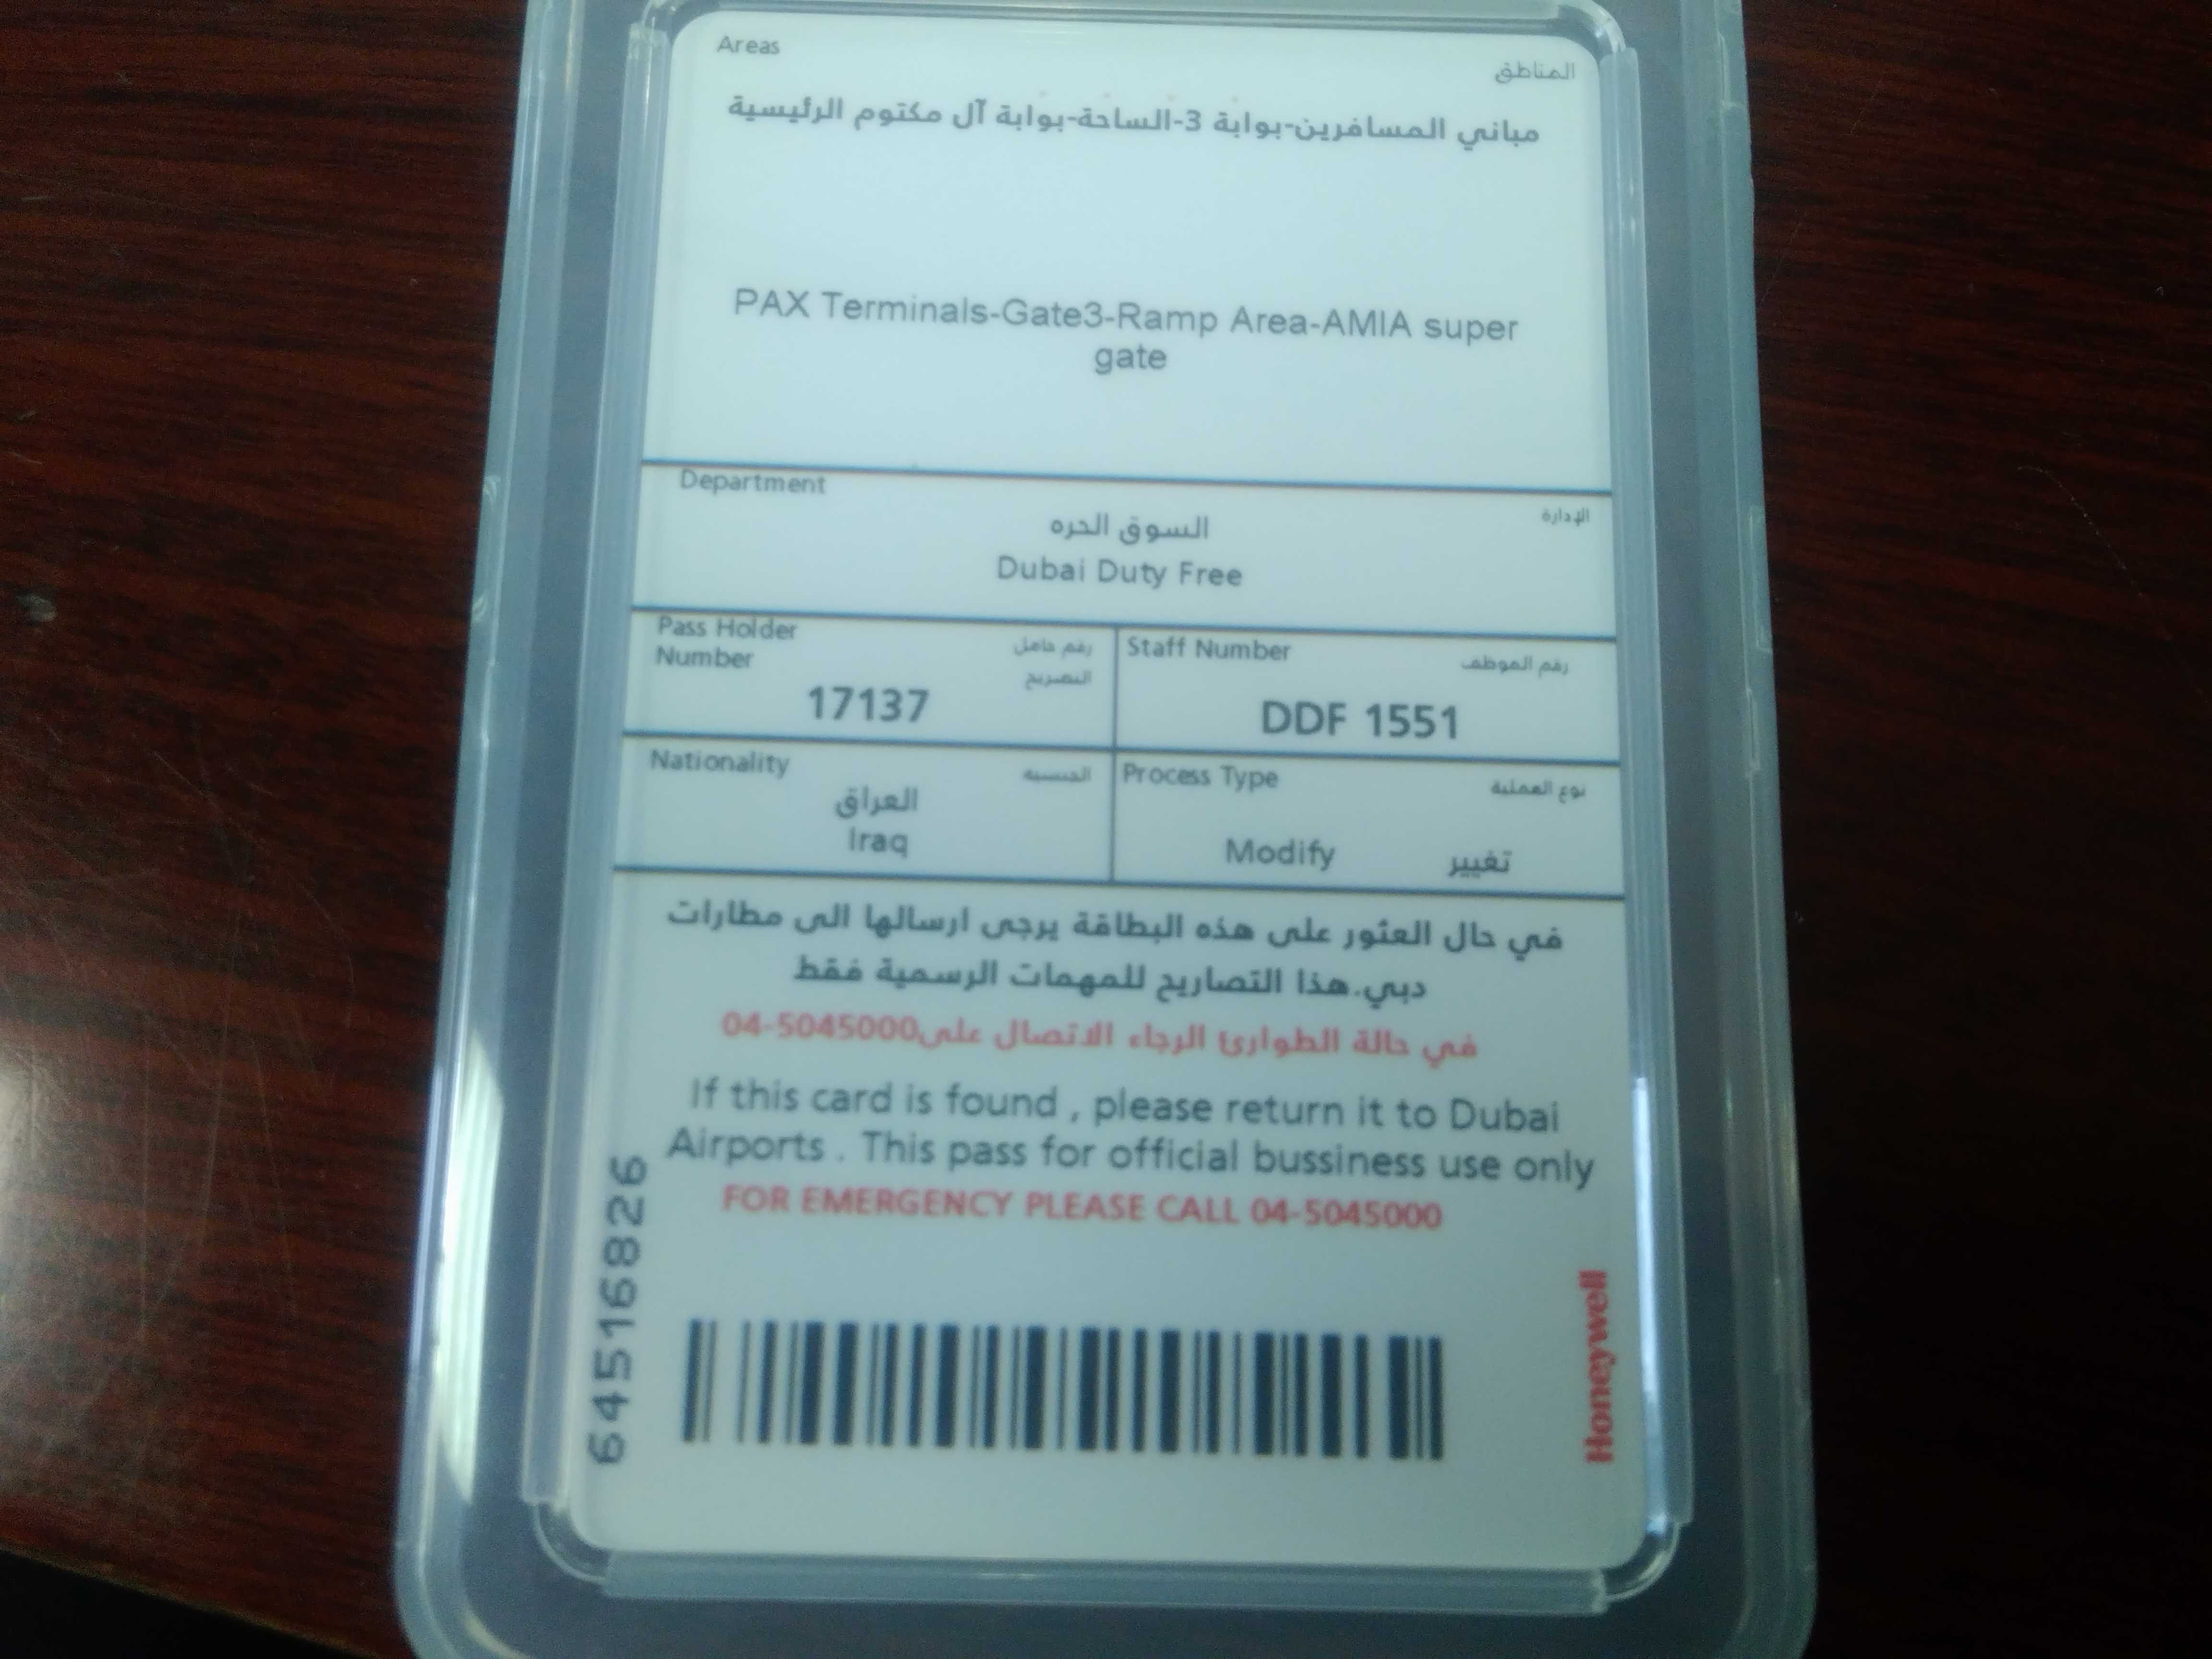 Areas
المناطق
مباني المسافرين-بوابة 3-الساحة-بوابة آل مكتوم الرئيسية
PAX Terminals-Gate3-Ramp Area-AMIA super
gate
Department
الإدارة
السوق الحره
Dubai Duty Free
Pass Holder
Number
رقم حامل
التصريح
17137
Staff Number
رقم الموظف
DDF 1551
Nationality
الجنسية
العراق
Iraq
Process Type
نوع العملية
Modify تغيير
في حال العثور على هذه البطاقة يرجى ارسالها الى مطارات
دبي.هذا التصاريح للمهمات الرسمية فقط
في حالة الطوارئ الرجاء الاتصال على04-5045000
If this card is found , please return it to Dubai
Airports . This pass for official bussiness use only
FOR EMERGENCY PLEASE CALL 04-5045000
64516826
Honeywell